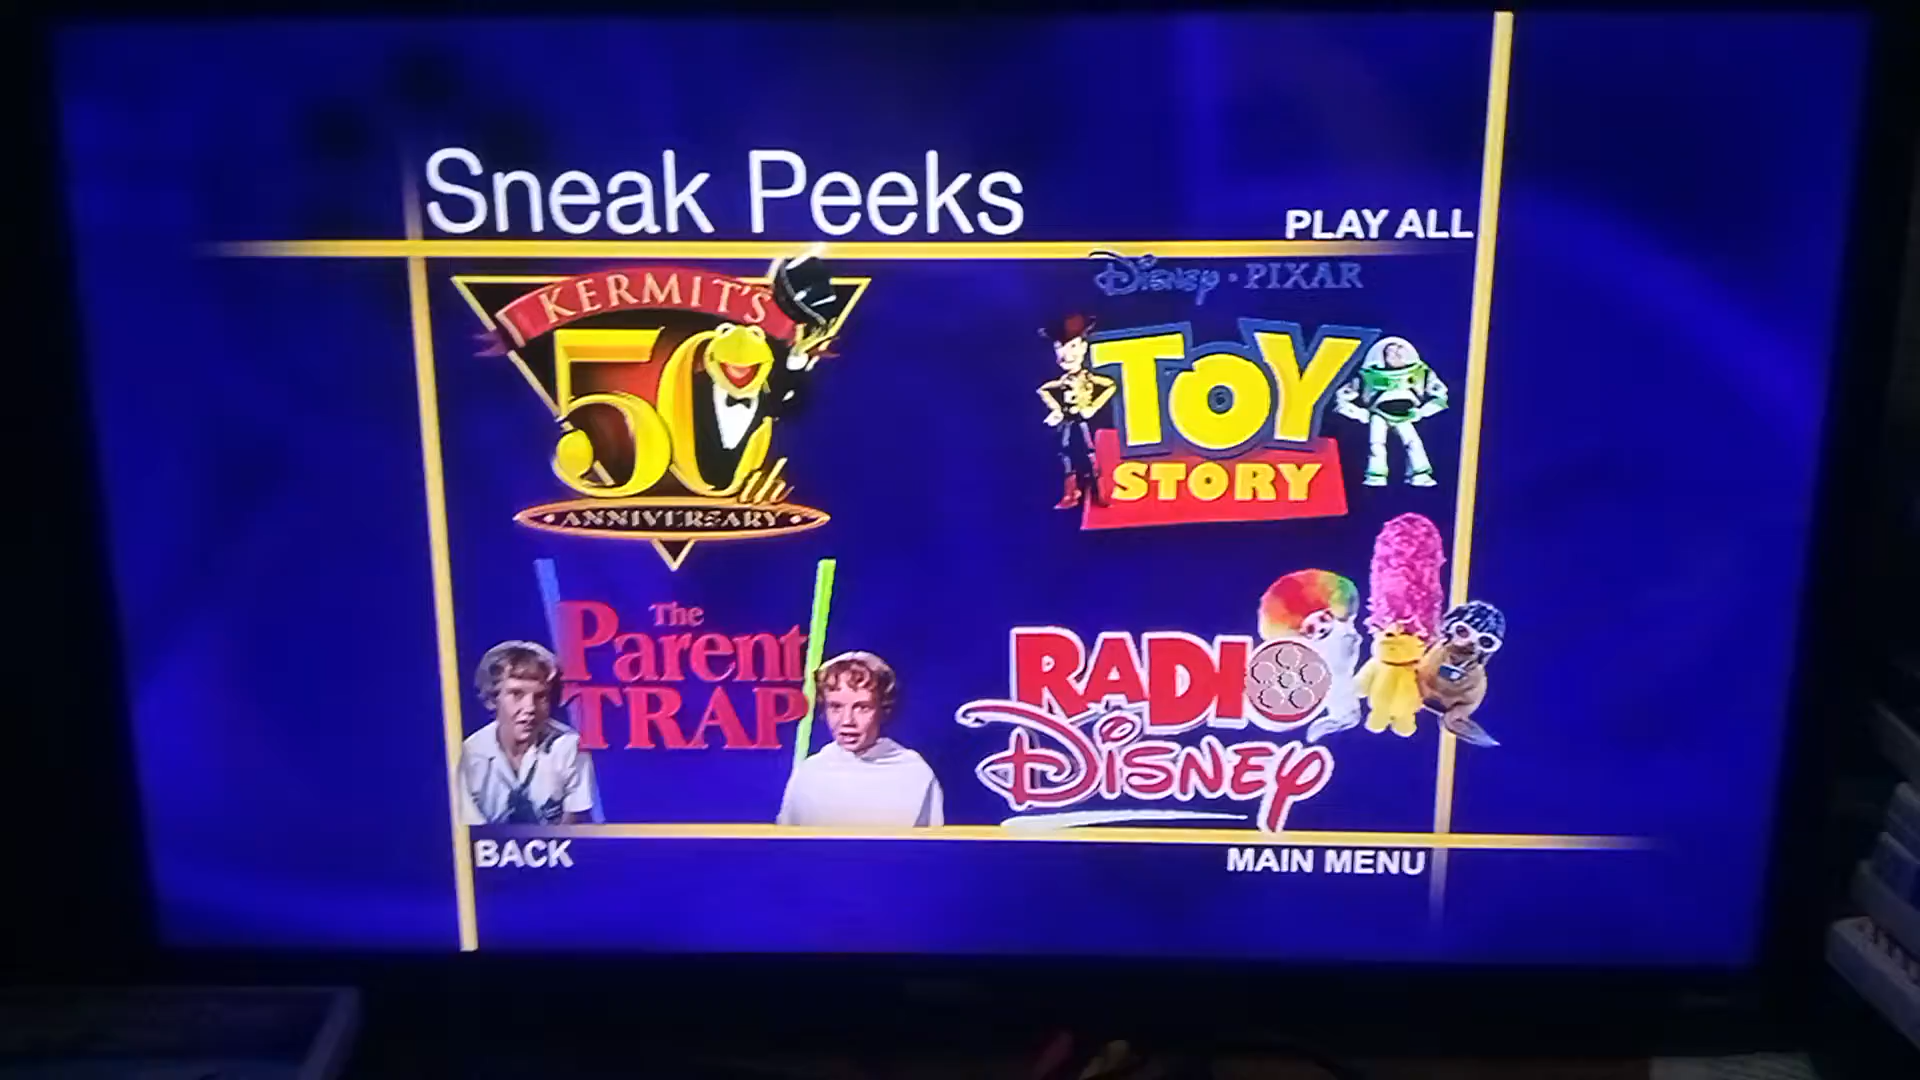 Sneak Peeks
PLAY ALL
KERMIT'S
50th
ANNIVERSARY
Disney · PIXAR
TOY
STORY
The
Parent
TRAP
RADIO
Disney
BACK
MAIN MENU